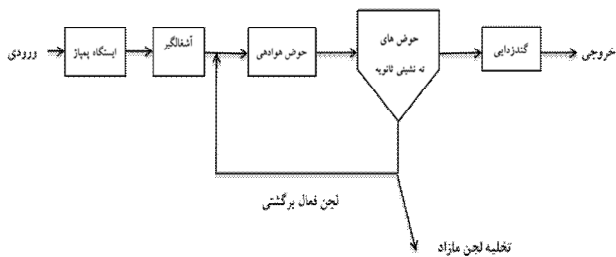 ورودی
ایستگاه پمپاژ
آشغالگیر
حوض هوادهی
حوض های
ته نشینی ثانویه
گندزدایی
خروجی
لجن فعال برگشتی
تخلیه لجن مازاد